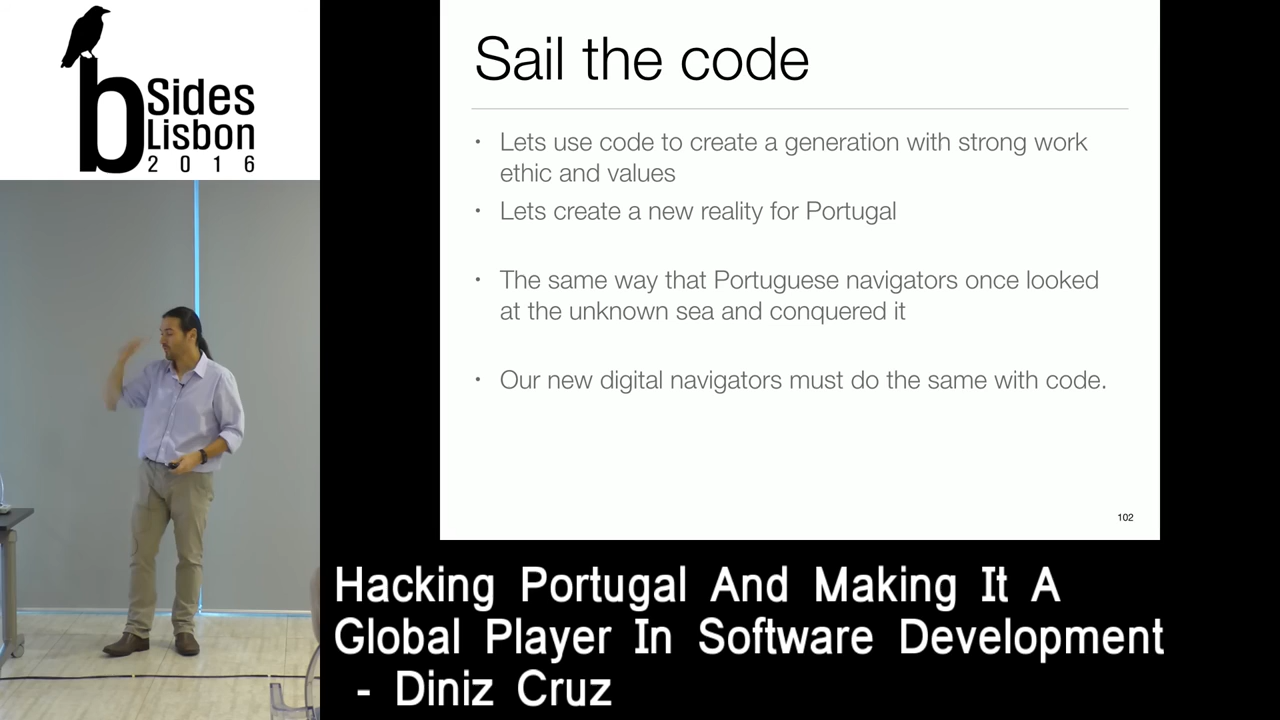 b Sides
Lisbon
2016
Sail the code
• Lets use code to create a generation with strong work
ethic and values
• Lets create a new reality for Portugal
• The same way that Portuguese navigators once looked
at the unknown sea and conquered it
• Our new digital navigators must do the same with code.
102
Hacking Portugal And Making It A
Global Player In Software Development
- Diniz Cruz